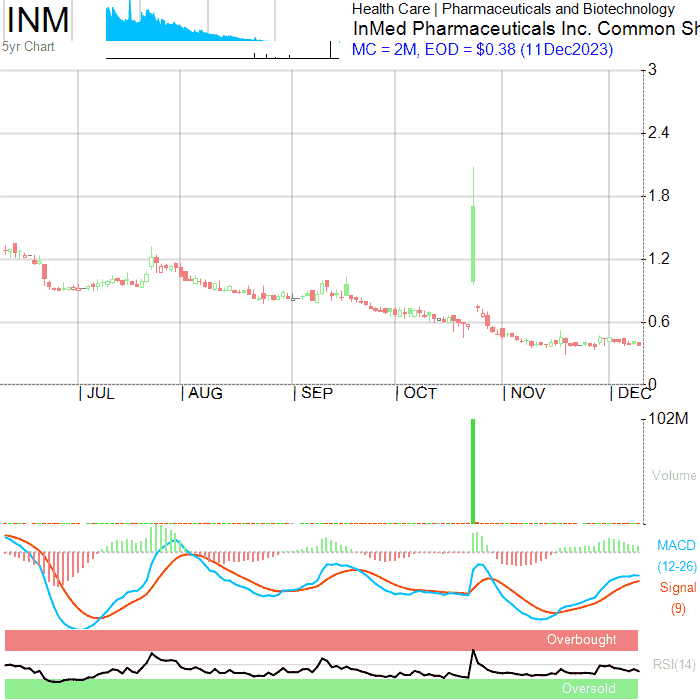 INM
5yr Chart
Health Care | Pharmaceuticals and Biotechnology
InMed Pharmaceuticals Inc. Common Sh
MC = 2M, EOD = $0.38 (11Dec2023)
3
2.4
1.8
1.2
0.6
0
JUL
AUG
SEP
OCT
NOV
DEC
102M
Volume
MACD
(12-26)
Signal
(9)
Overbought
RSI(14)
Oversold